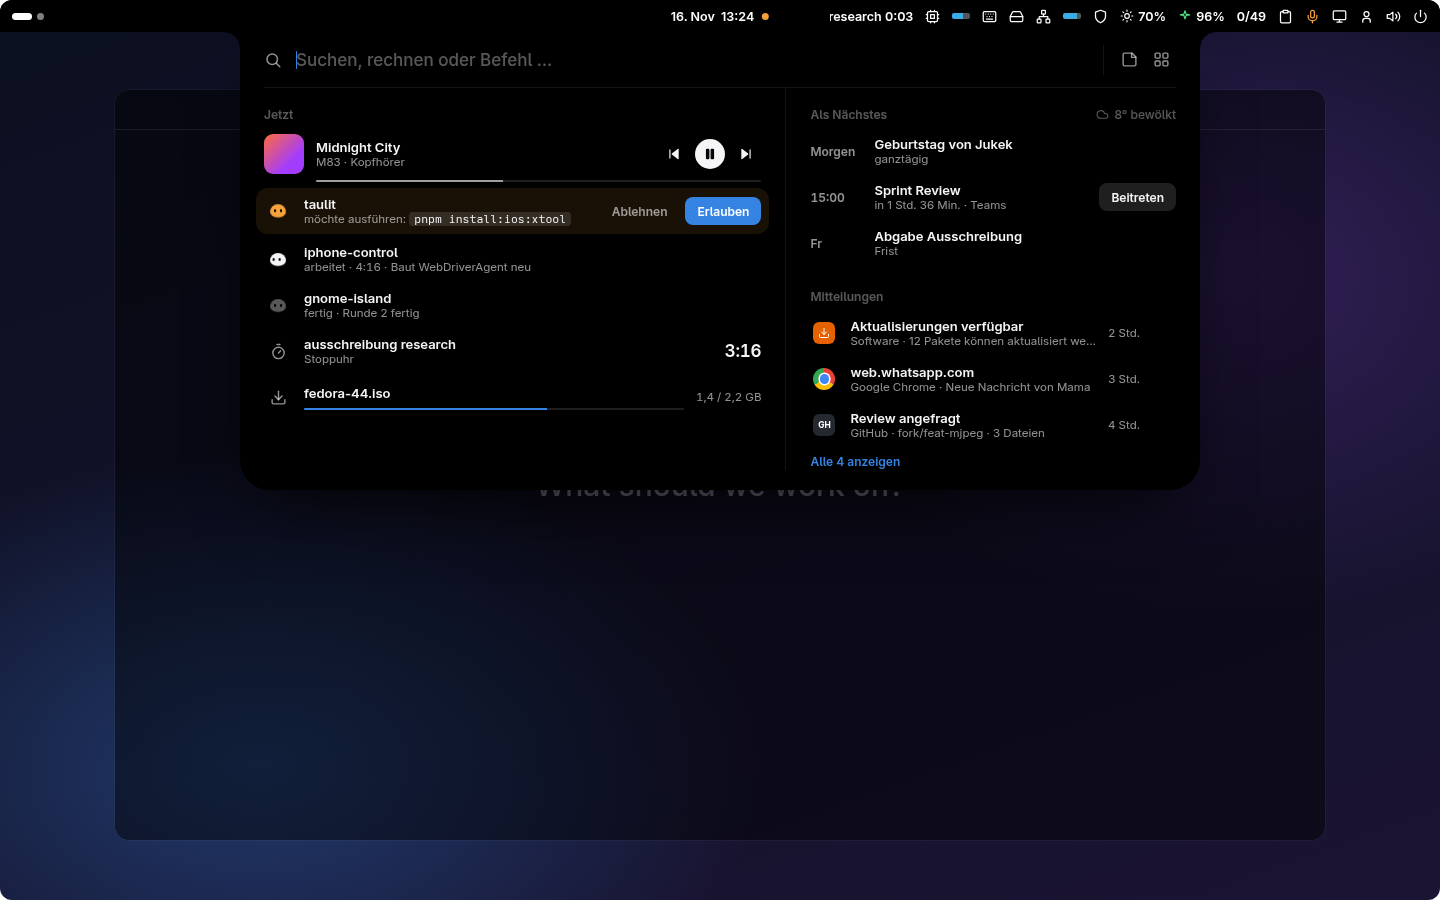 16. Nov 13:24
research 0:03
70%
96%
0/49
Suchen, rechnen oder Befehl ...
Jetzt
Midnight City
M83 · Kopfhörer
taulit
möchte ausführen: pnpm install:ios:xtool
Ablehnen
Erlauben
iphone-control
arbeitet · 4:16 · Baut WebDriverAgent neu
gnome-island
fertig · Runde 2 fertig
ausschreibung research
Stoppuhr
3:16
fedora-44.iso
1,4 / 2,2 GB
Als Nächstes
8° bewölkt
Morgen
Geburtstag von Jukek
ganztägig
15:00
Sprint Review
in 1 Std. 36 Min. · Teams
Beitreten
Fr
Abgabe Ausschreibung
Frist
Mitteilungen
Aktualisierungen verfügbar
Software · 12 Pakete können aktualisiert we...
2 Std.
web.whatsapp.com
Google Chrome · Neue Nachricht von Mama
3 Std.
GH
Review angefragt
GitHub · fork/feat-mjpeg · 3 Dateien
4 Std.
Alle 4 anzeigen
What should we work on?